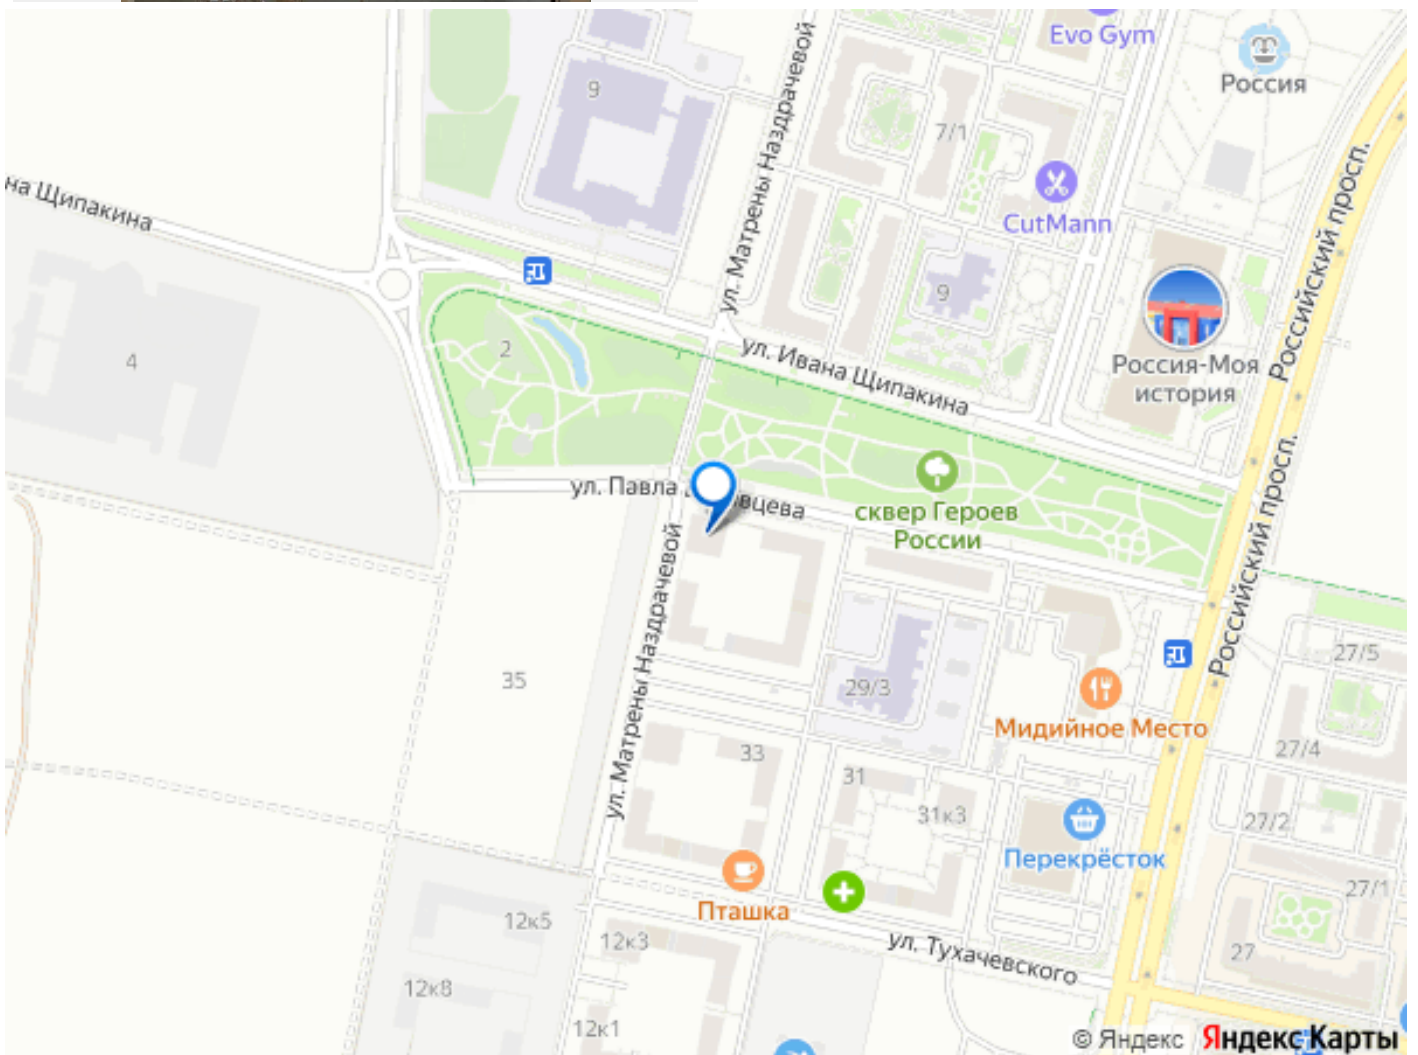 Evo Gym
Россия
9
7/1
ул. Матрены Наздрачевой
Российский просп.
на Щипакина
CutMann
9
4
2
ул. Ивана Щипакина
Россия-Моя
история
ул. Павла
вцева
сквер Героев
России
Российский просп.
ул. Матрены Наздрачевой
35
29/3
27/5
Мидийное Место
33
31
27/4
31к3
27/2
Перекрёсток
27/1
Пташка
12к5
12к3
ул. Тухачевского
27
12к8
12к1
© Яндекс Яндекс Карты